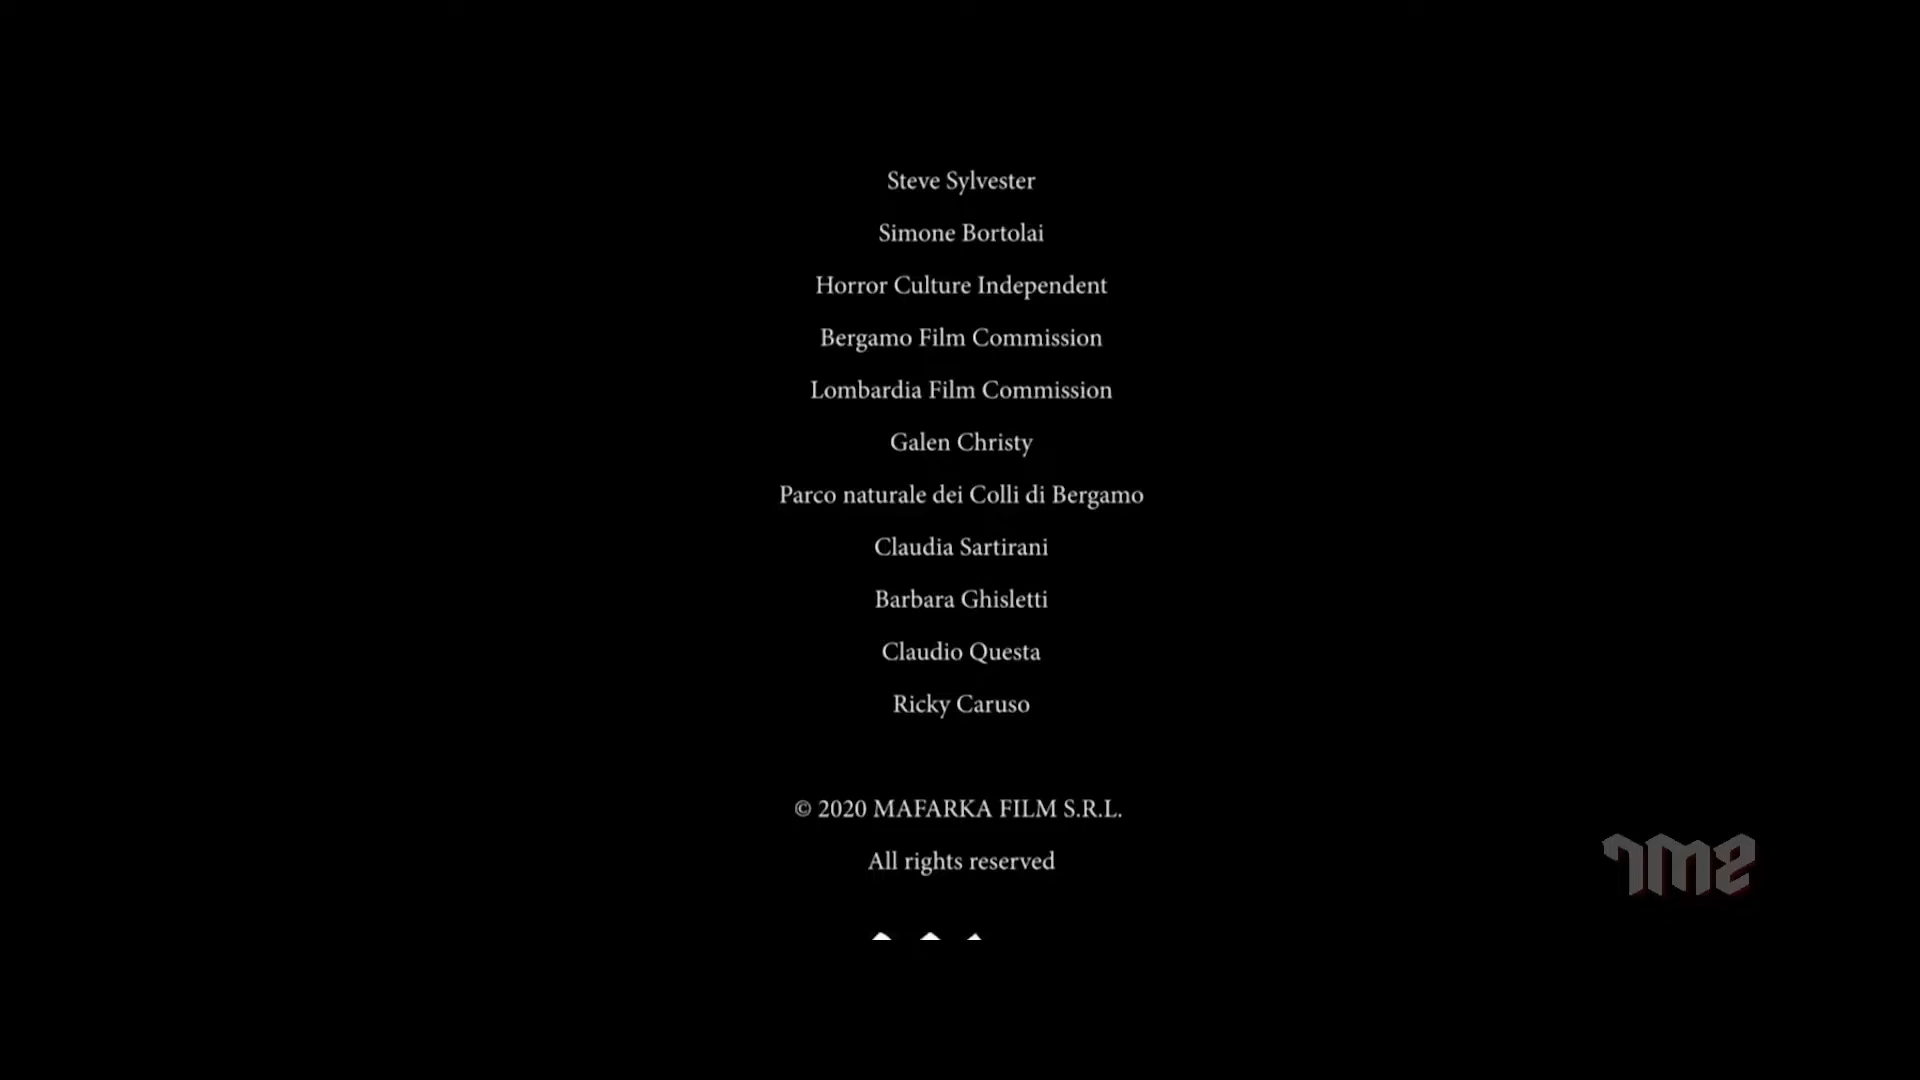 Steve Sylvester
Simone Bortolai
Horror Culture Independent
Bergamo Film Commission
Lombardia Film Commission
Galen Christy
Parco naturale dei Colli di Bergamo
Claudia Sartirani
Barbara Ghisletti
Claudio Questa
Ricky Caruso
© 2020 MAFARKA FILM S.R.L.
All rights reserved